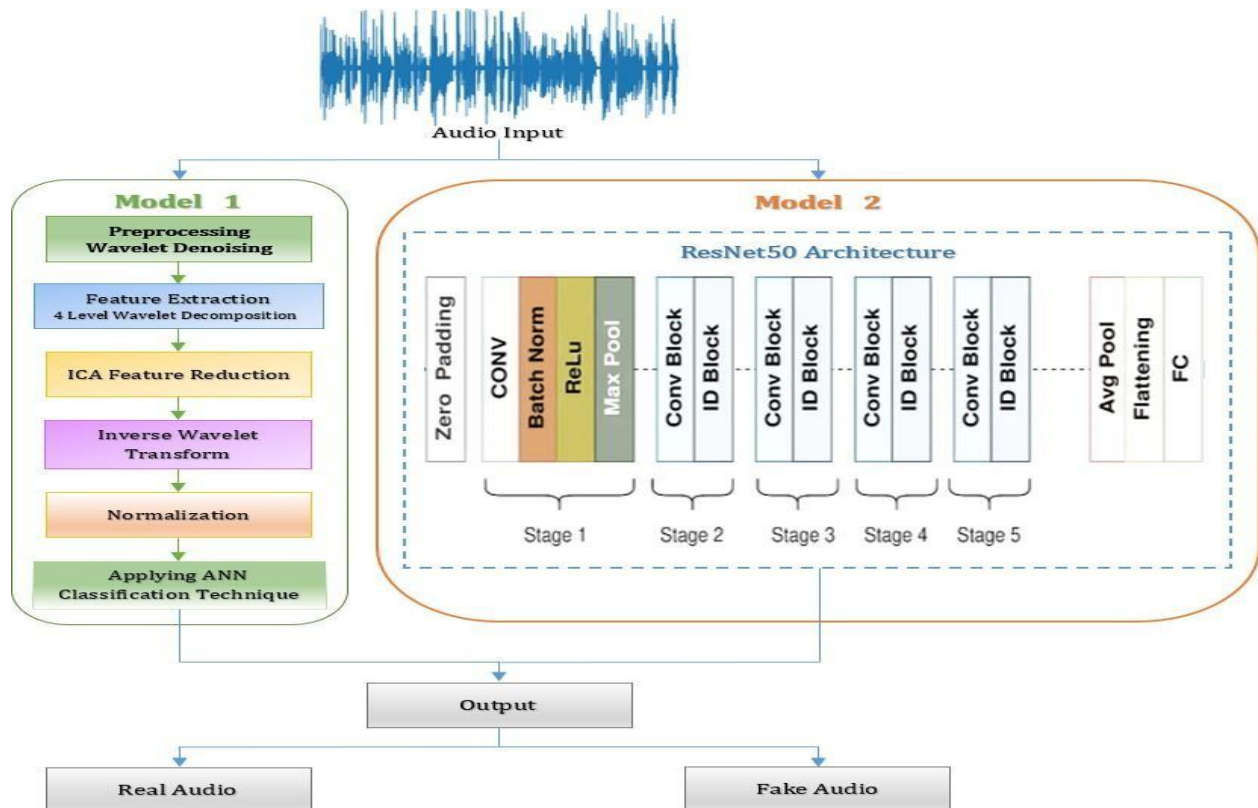 Audio Input
Model 1
Preprocessing
Wavelet Denoising
Feature Extraction
4 Level Wavelet Decomposition
ICA Feature Reduction
Inverse Wavelet
Transform
Normalization
Applying ANN
Classification Technique
Model 2
ResNet50 Architecture
Zero Padding
CONV
Batch Norm
ReLu
Max Pool
Conv Block
ID Block
Conv Block
ID Block
Conv Block
ID Block
Conv Block
ID Block
Avg Pool
Flattening
FC
Stage 1
Stage 2
Stage 3
Stage 4
Stage 5
Output
Real Audio
Fake Audio